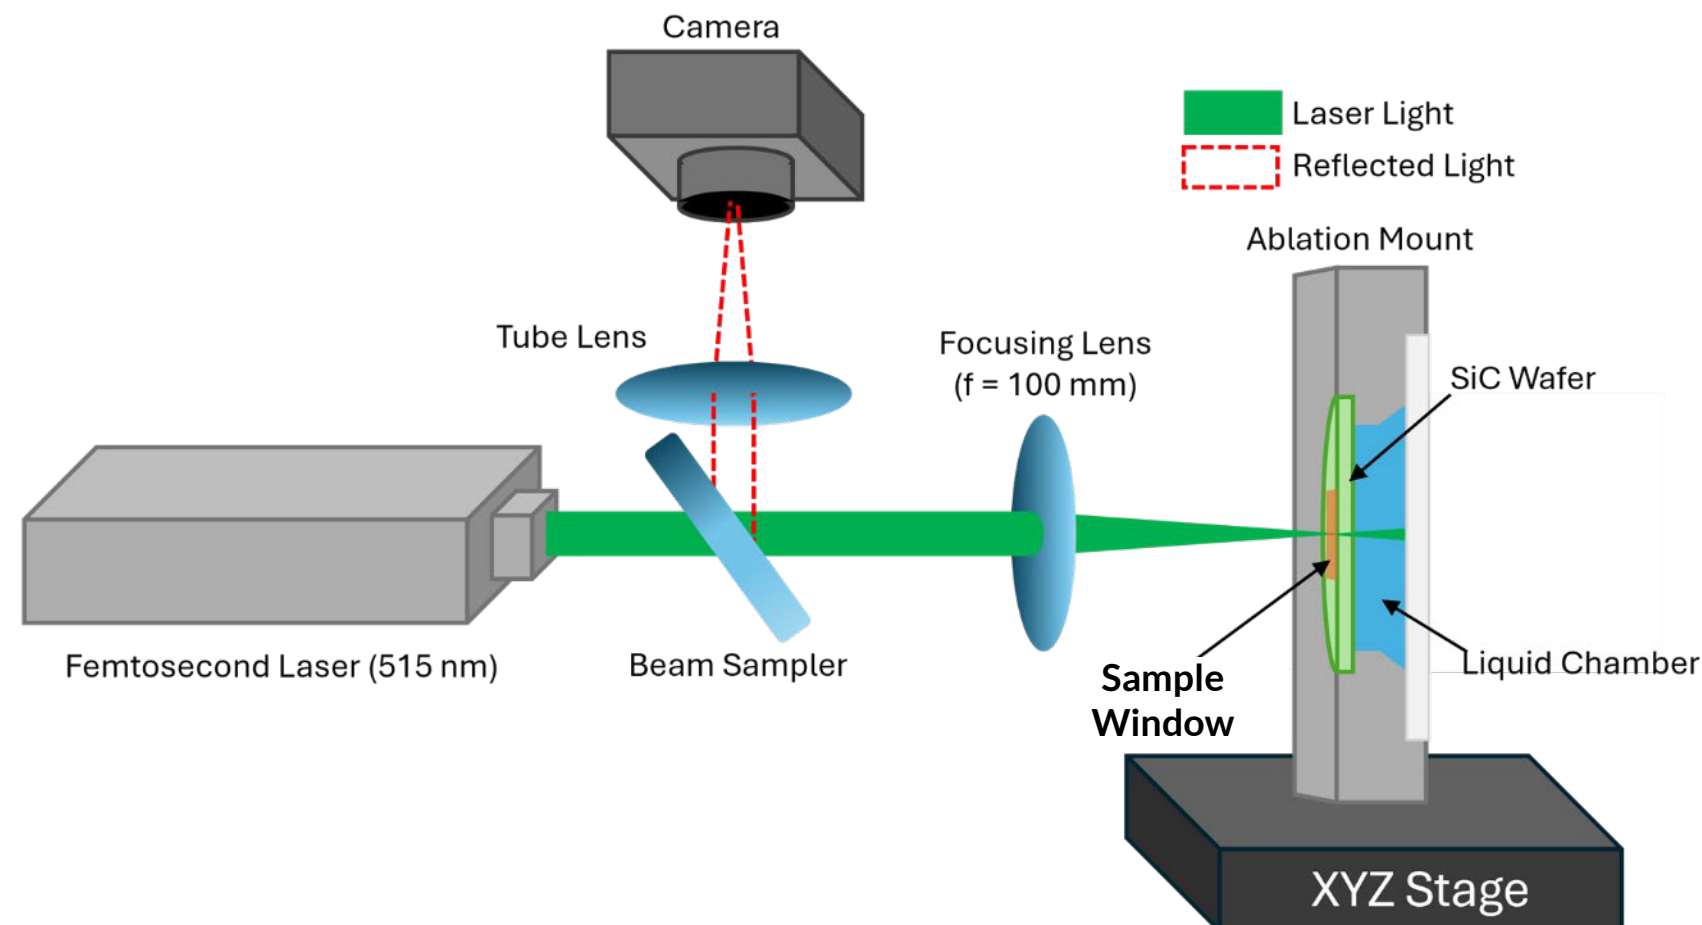 Camera
Laser Light
Reflected Light
Ablation Mount
Tube Lens
Focusing Lens
(f = 100 mm)
SiC Wafer
Femtosecond Laser (515 nm)
Beam Sampler
Sample
Window
Liquid Chamber
XYZ Stage